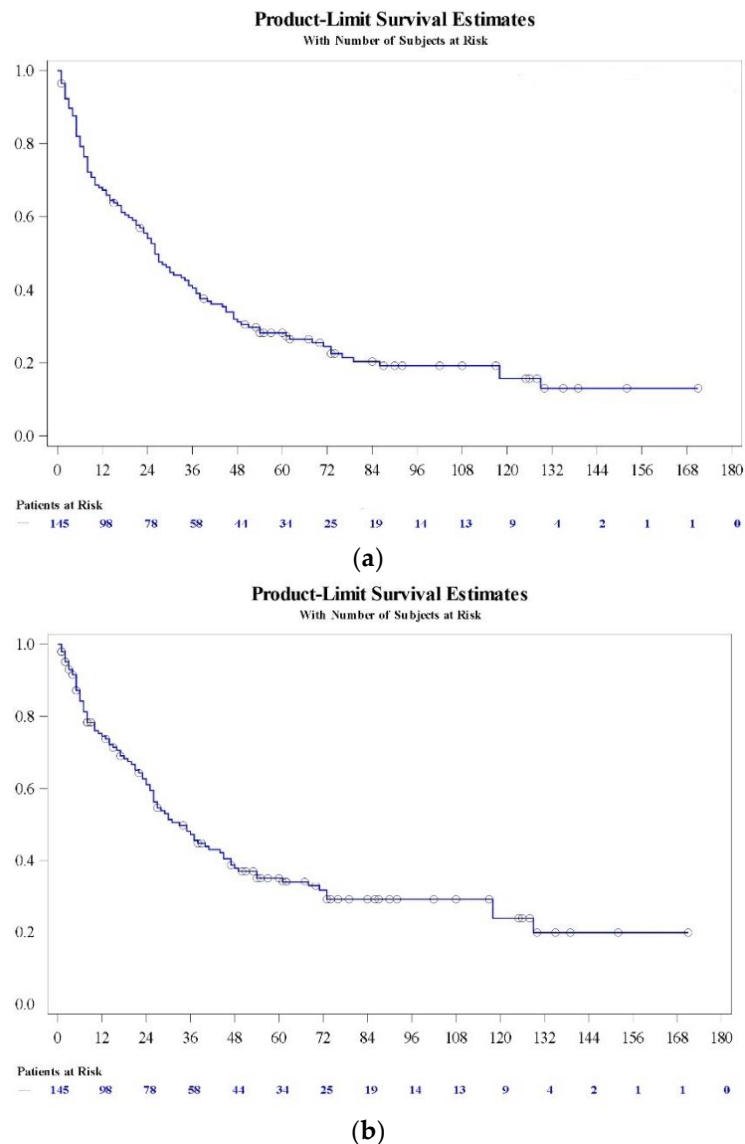 Product-Limit Survival Estimates
With Number of Subjects at Risk
1.0
0.8
0.6
0.4
0.2
0.0
0 12 24 36 48 60 72 84 96 108 120 132 144 156 168 180
Patients at Risk
145 98 78 58 44 34 25 19 14 13 9 4 2 1 1 0
(a)
Product-Limit Survival Estimates
With Number of Subjects at Risk
1.0
0.8
0.6
0.4
0.2
0.0
0 12 24 36 48 60 72 84 96 108 120 132 144 156 168 180
Patients at Risk
145 98 78 58 44 34 25 19 14 13 9 4 2 1 1 0
(b)